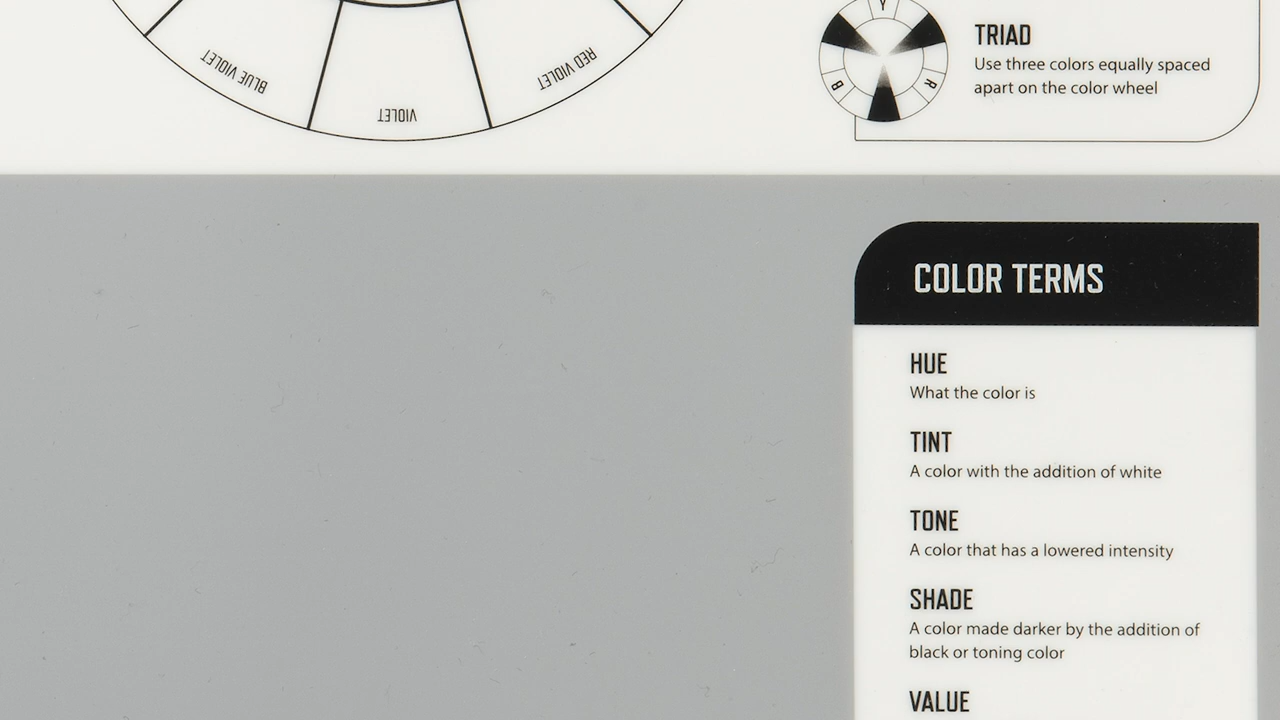 BLUE VIOLET
VIOLET
RED VIOLET
Y
B
R
TRIAD
Use three colors equally spaced
apart on the color wheel
COLOR TERMS
HUE
What the color is
TINT
A color with the addition of white
TONE
A color that has a lowered intensity
SHADE
A color made darker by the addition of
black or toning color
VALUE